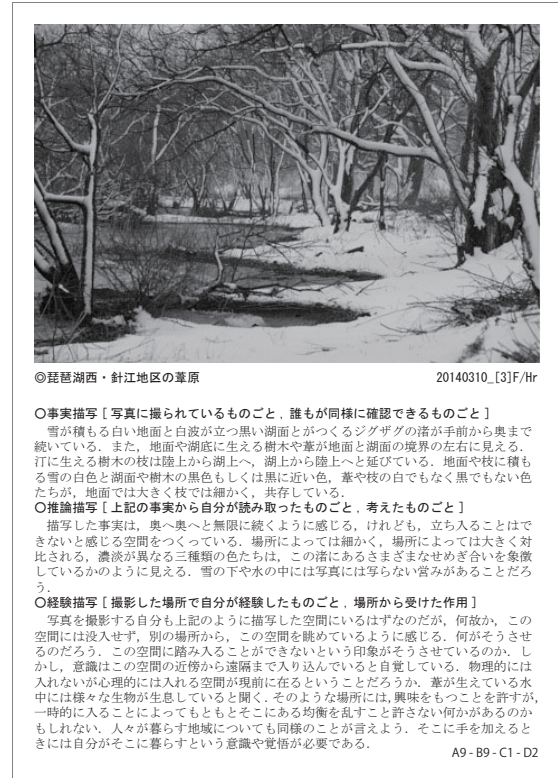 ◎琵琶湖西・針江地区の葦原
20140310_[3]F/Hr
〇事実描写 [ 写真に撮られているものごと , 誰もが同様に確認できるものごと ]
　雪が積もる白い地面と白波が立つ黒い湖面とがつくるジグザグの渚が手前から奥まで
続いている．また，地面や湖底に生える樹木や葦が地面と湖面の境界の左右に見える．
汀に生える樹木の枝は陸上から湖上へ，湖上から陸上へと延びている．地面や枝に積も
る雪の白色と湖面や樹木の黒色もしくは黒に近い色，葦や枝の白でもなく黒でもない色
たちが，地面では大きく枝では細かく，共存している．
〇推論描写 [ 上記の事実から自分が読み取ったものごと , 考えたものごと ]
　描写した事実は，奥へ奥へと無限に続くように感じる，けれども，立ち入ることはで
きないと感じる空間をつくっている．場所によっては細かく，場所によっては大きく対
比される，濃淡が異なる三種類の色たちは，この渚にあるさまざまなせめぎ合いを象徴
しているかのように見える．雪の下や水の中には写真には写らない営みがあることだろ
う．
〇経験描写 [ 撮影した場所で自分が経験したものごと , 場所から受けた作用 ]
　写真を撮影する自分も上記のように描写した空間にいるはずなのだが，何故か，この
空間には没入せず，別の場所から，この空間を眺めているように感じる．何がそうさせ
るのだろう．この空間に踏み入ることができないという印象がそうさせているのか．し
かし，意識はこの空間の近傍から遠隔まで入り込んでいると自覚している．物理的には
入れないが心理的には入れる空間が現前に在るということだろうか．葦が生えている水
中には様々な生物が生息していると聞く．そのような場所には，興味をもつことを許すが，
一時的に入ることによってもともとそこにある均衡を乱すこと許さない何かがあるのか
もしれない．人々が暮らす地域についても同様のことが言えよう．そこに手を加えると
きには自分がそこに暮らすという意識や覚悟が必要である．
A9 - B9 - C1 - D2